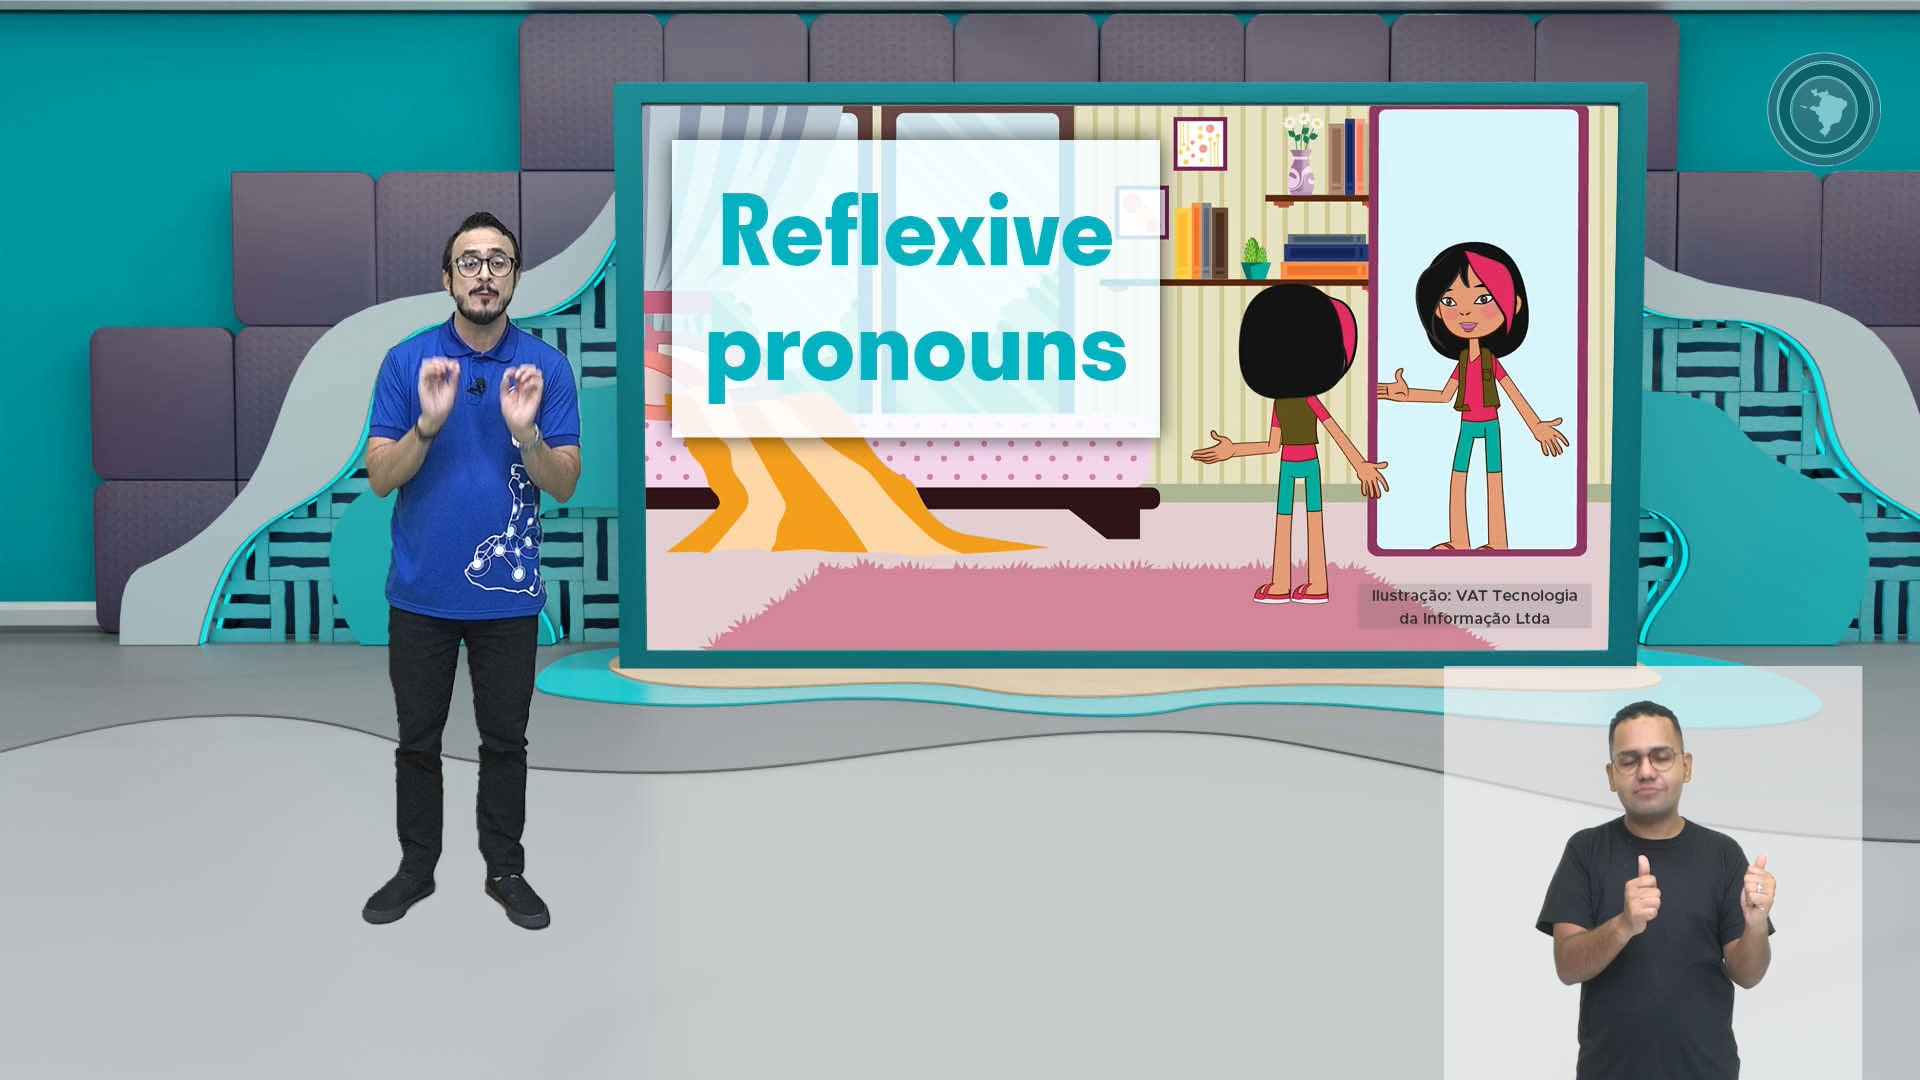 Reflexive
pronouns
Ilustração: VAT Tecnologia
da Informação Ltda